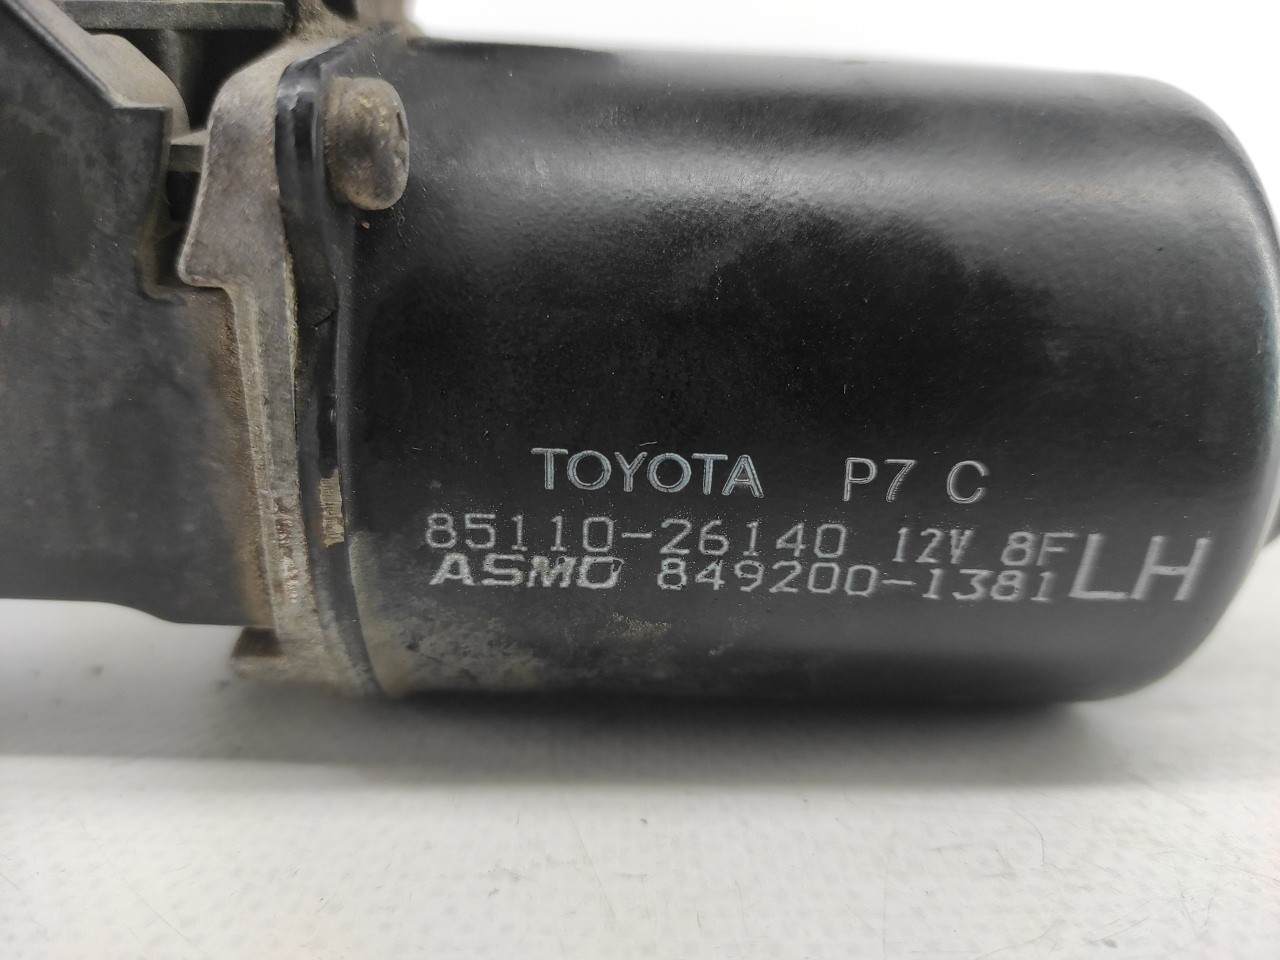 TOYOTA P7 C
85110-26140 12V 8F
ASMO 849200-1381 LH